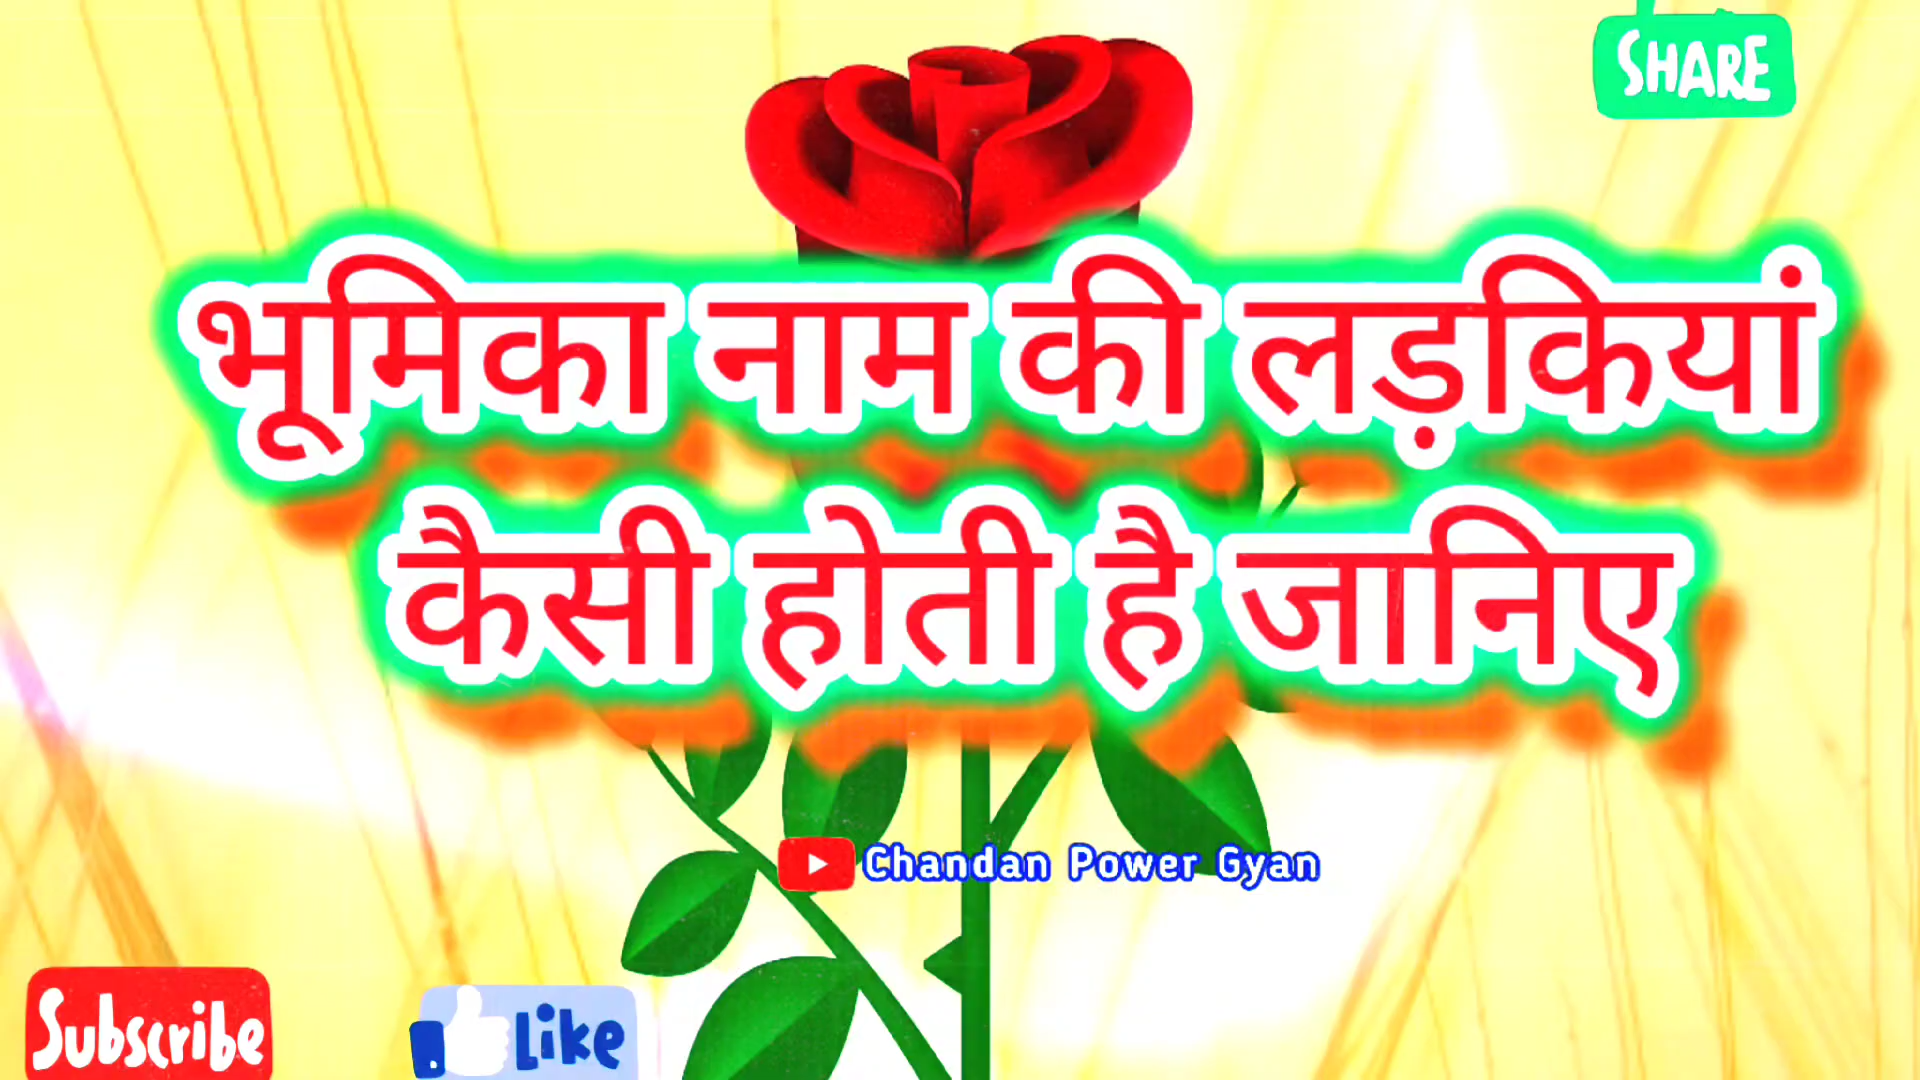 SHARE
भूमिका नाम की लड़कियां
कैसी होती है जानिए
Chandan Power Gyan
Subscribe
Like